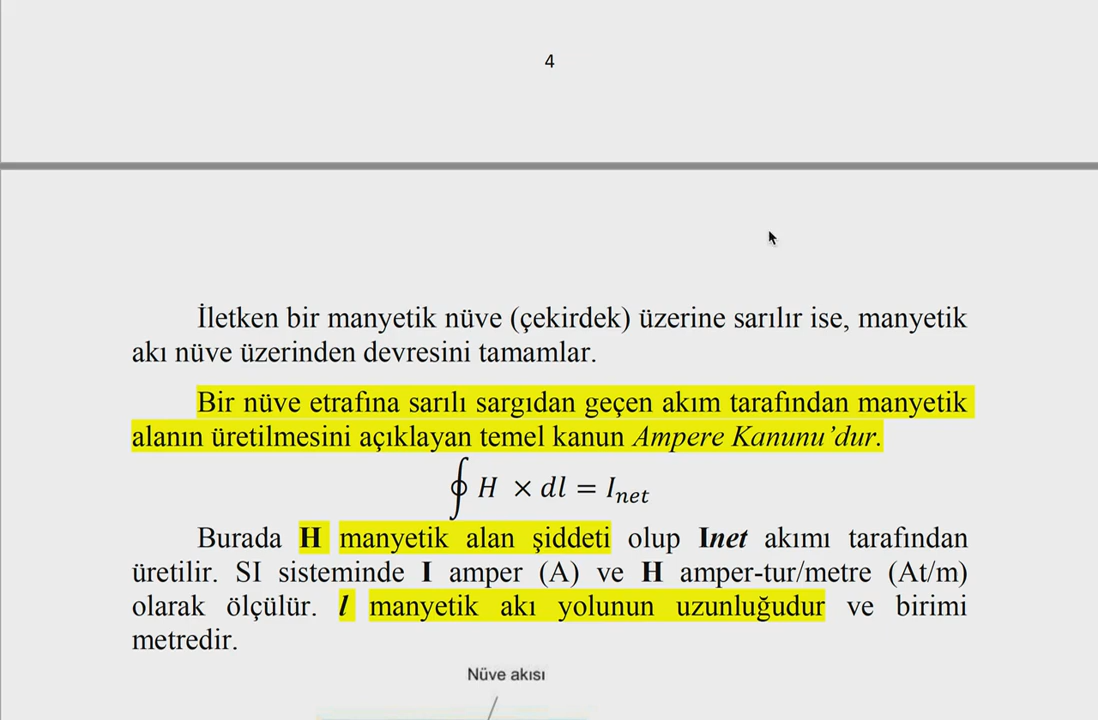 4
İletken bir manyetik nüve (çekirdek) üzerine sarılır ise, manyetik
akı nüve üzerinden devresini tamamlar.
Bir nüve etrafına sarılı sargıdan geçen akım tarafından manyetik
alanın üretilmesini açıklayan temel kanun Ampere Kanunu’dur.
∮ H × dl = I_net
Burada H manyetik alan şiddeti olup Inet akımı tarafından
üretilir. SI sisteminde I amper (A) ve H amper-tur/metre (At/m)
olarak ölçülür. l manyetik akı yolunun uzunluğudur ve birimi
metredir.
Nüve akısı